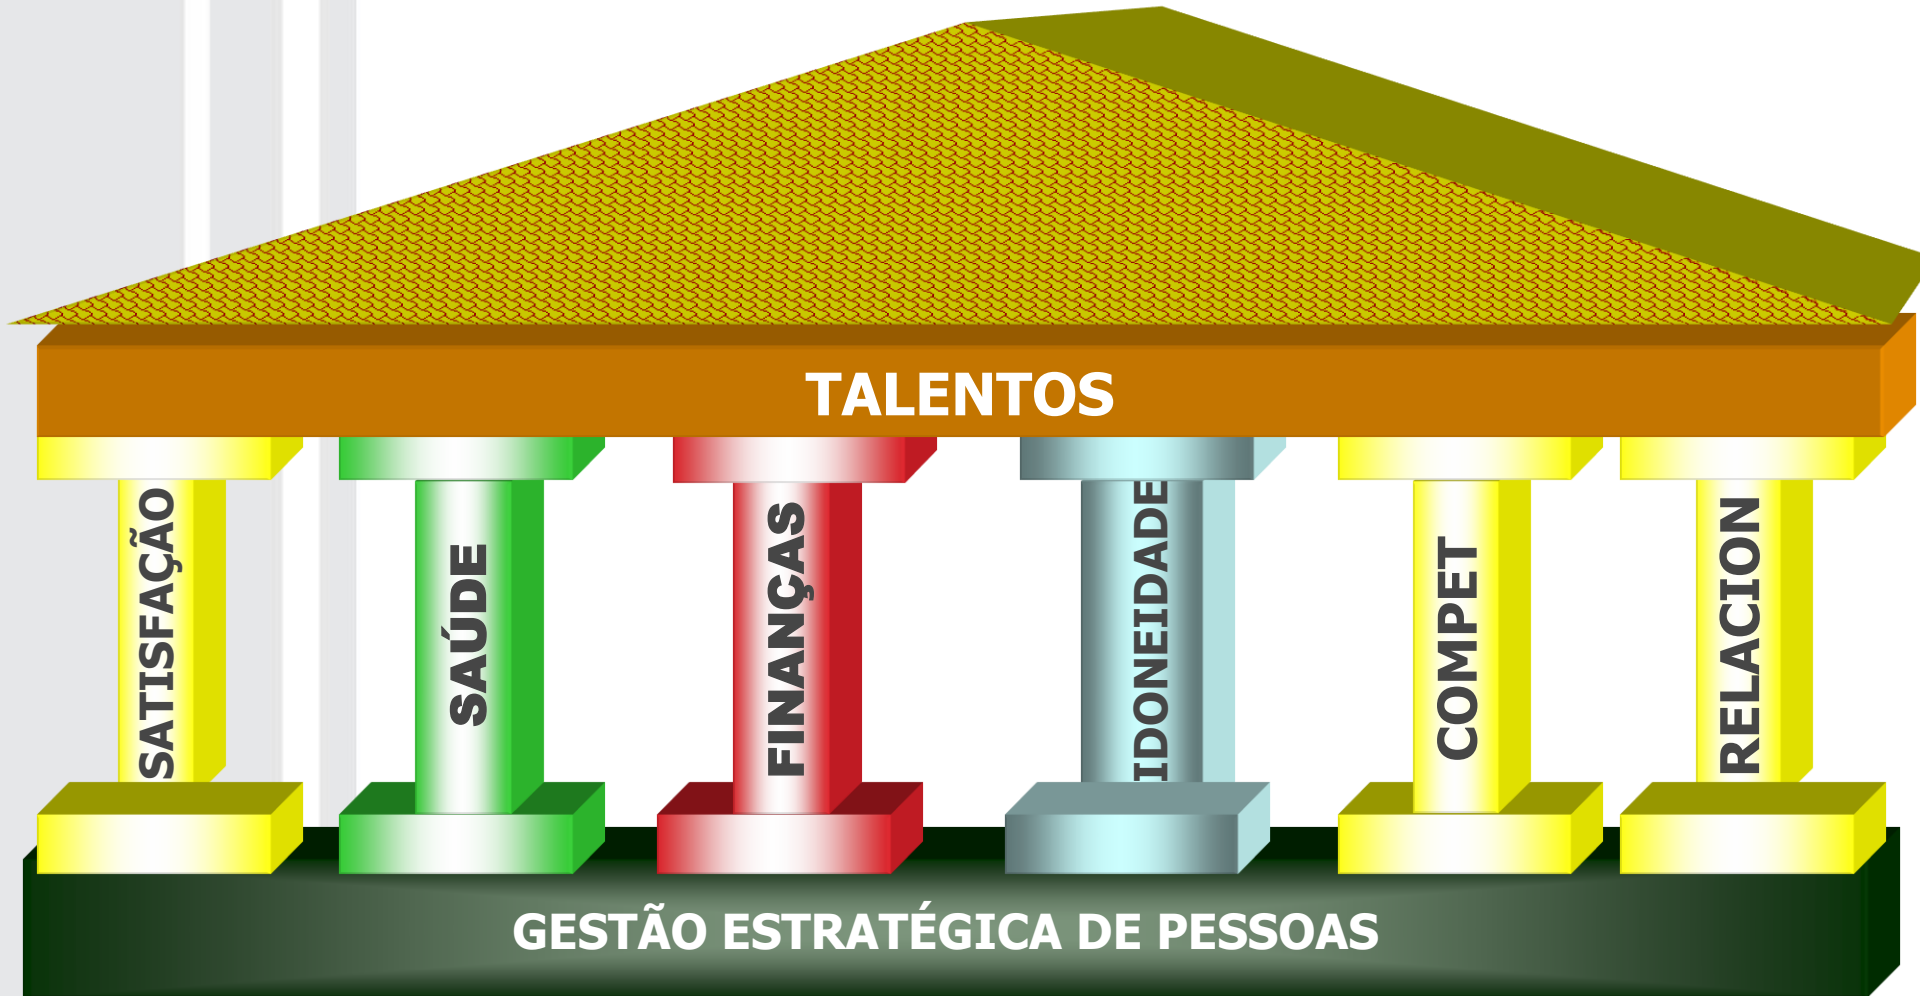 TALENTOS
SATISFAÇÃO
SAÚDE
FINANÇAS
IDONEIDADE
COMPET
RELACION
GESTÃO ESTRATÉGICA DE PESSOAS